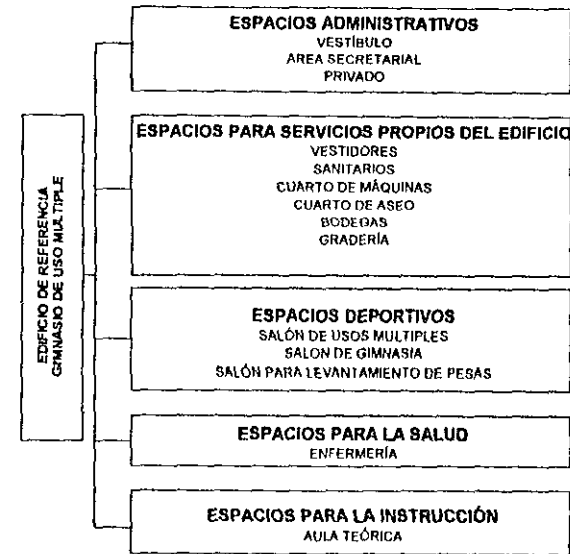 ESPACIOS ADMINISTRATIVOS
VESTÍBULO
AREA SECRETARIAL
PRIVADO
EDIFICIO DE REFERENCIA
GIMNASIO DE USO MULTIPLE
ESPACIOS PARA SERVICIOS PROPIOS DEL EDIFICIO
VESTIDORES
SANITARIOS
CUARTO DE MÁQUINAS
CUARTO DE ASEO
BODEGAS
GRADERÍA
ESPACIOS DEPORTIVOS
SALÓN DE USOS MULTIPLES
SALON DE GIMNASIA
SALÓN PARA LEVANTAMIENTO DE PESAS
ESPACIOS PARA LA SALUD
ENFERMERÍA
ESPACIOS PARA LA INSTRUCCIÓN
AULA TEÓRICA